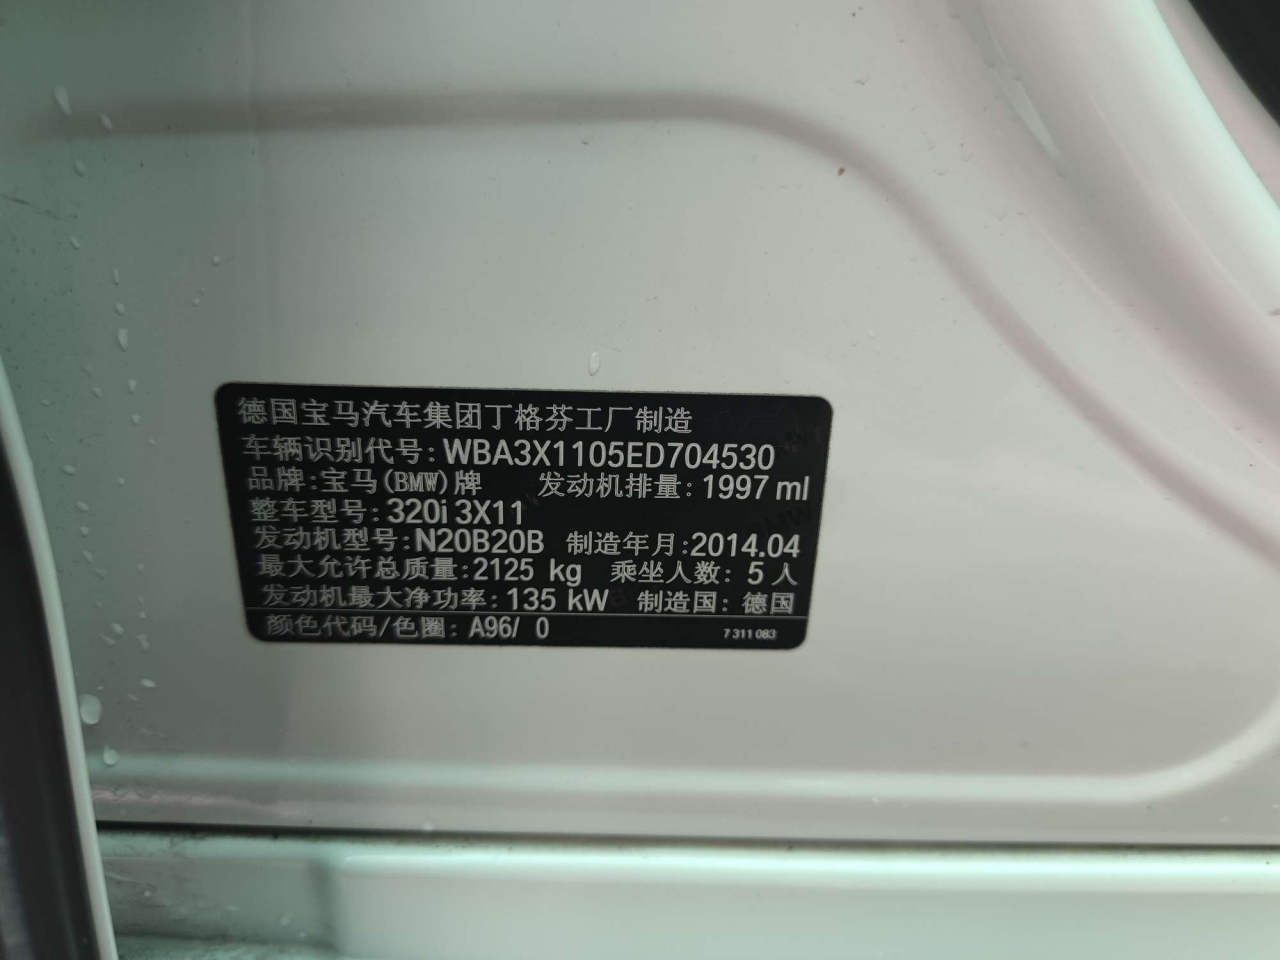 德国宝马汽车集团丁格芬工厂制造
车辆识别代号: WBA3X1105ED704530
品牌: 宝马(BMW)牌 发动机排量: 1997 ml
整车型号: 320i 3X11
发动机型号: N20B20B 制造年月: 2014.04
最大允许总质量: 2125 kg 乘坐人数: 5人
发动机最大净功率: 135 kW 制造国: 德国
颜色代码/色圈: A96/ 0 7 311 083